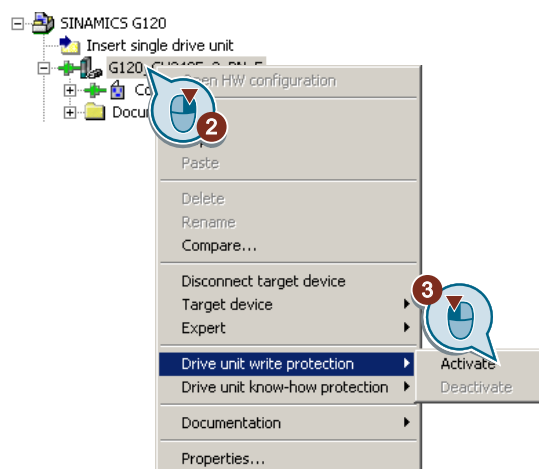 SINAMICS G120
Insert single drive unit
G120
Open HW configuration
2
Paste
Delete
Rename
Compare...
Disconnect target device
3
Target device
Expert
Drive unit write protection
Activate
Drive unit know-how protection
Deactivate
Documentation
Properties...